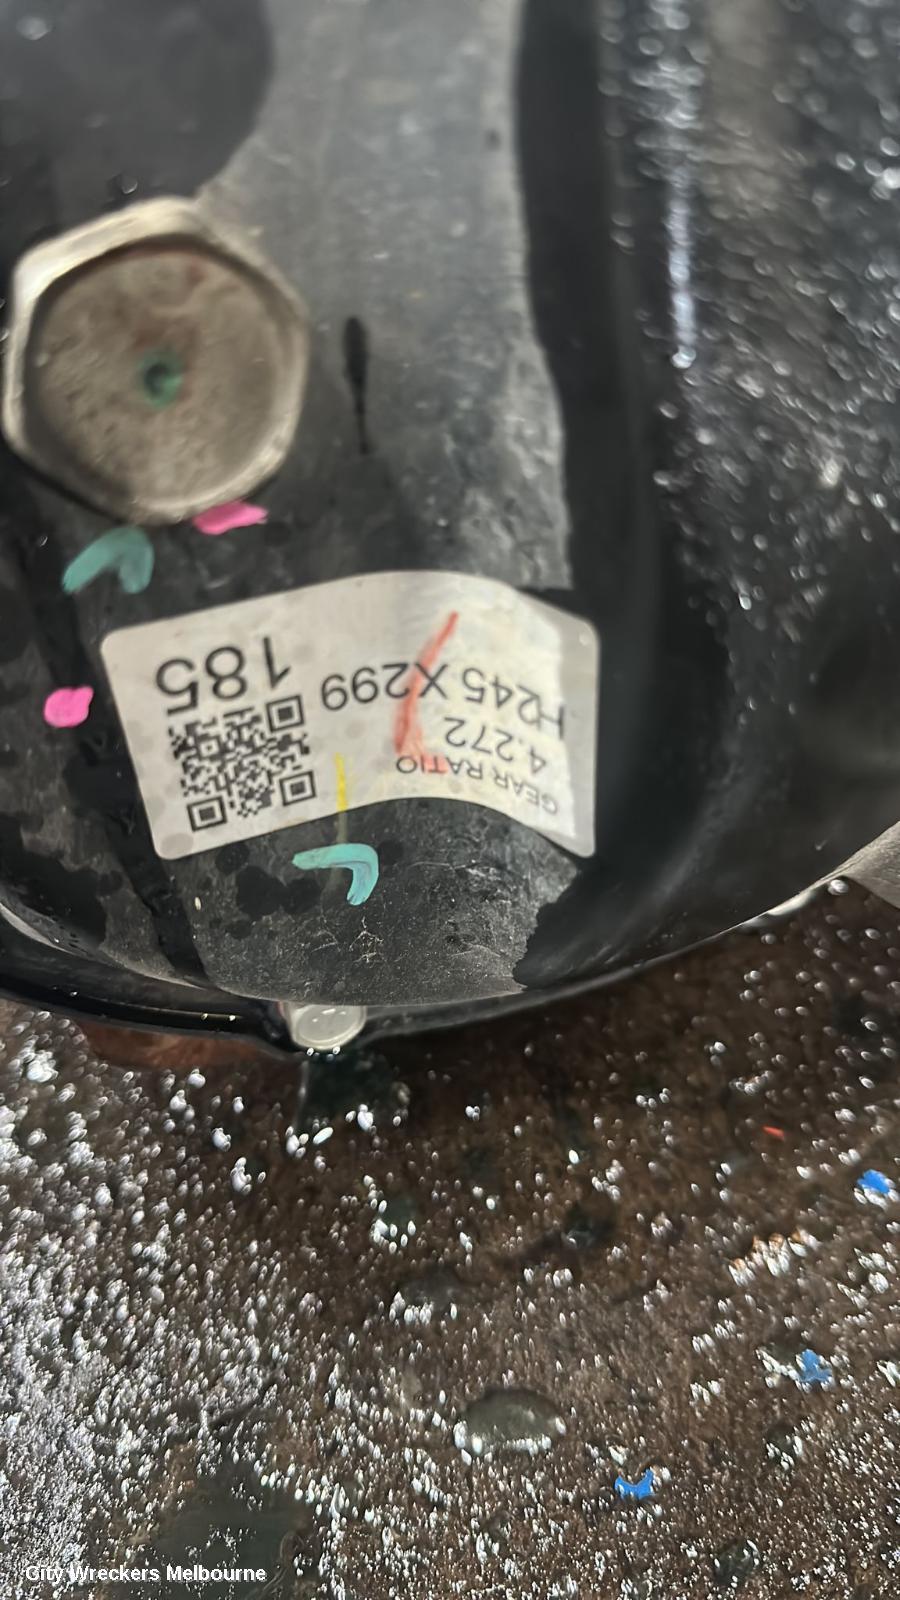 GEAR RATIO
4.272
H245 X299
185
City Wreckers Melbourne